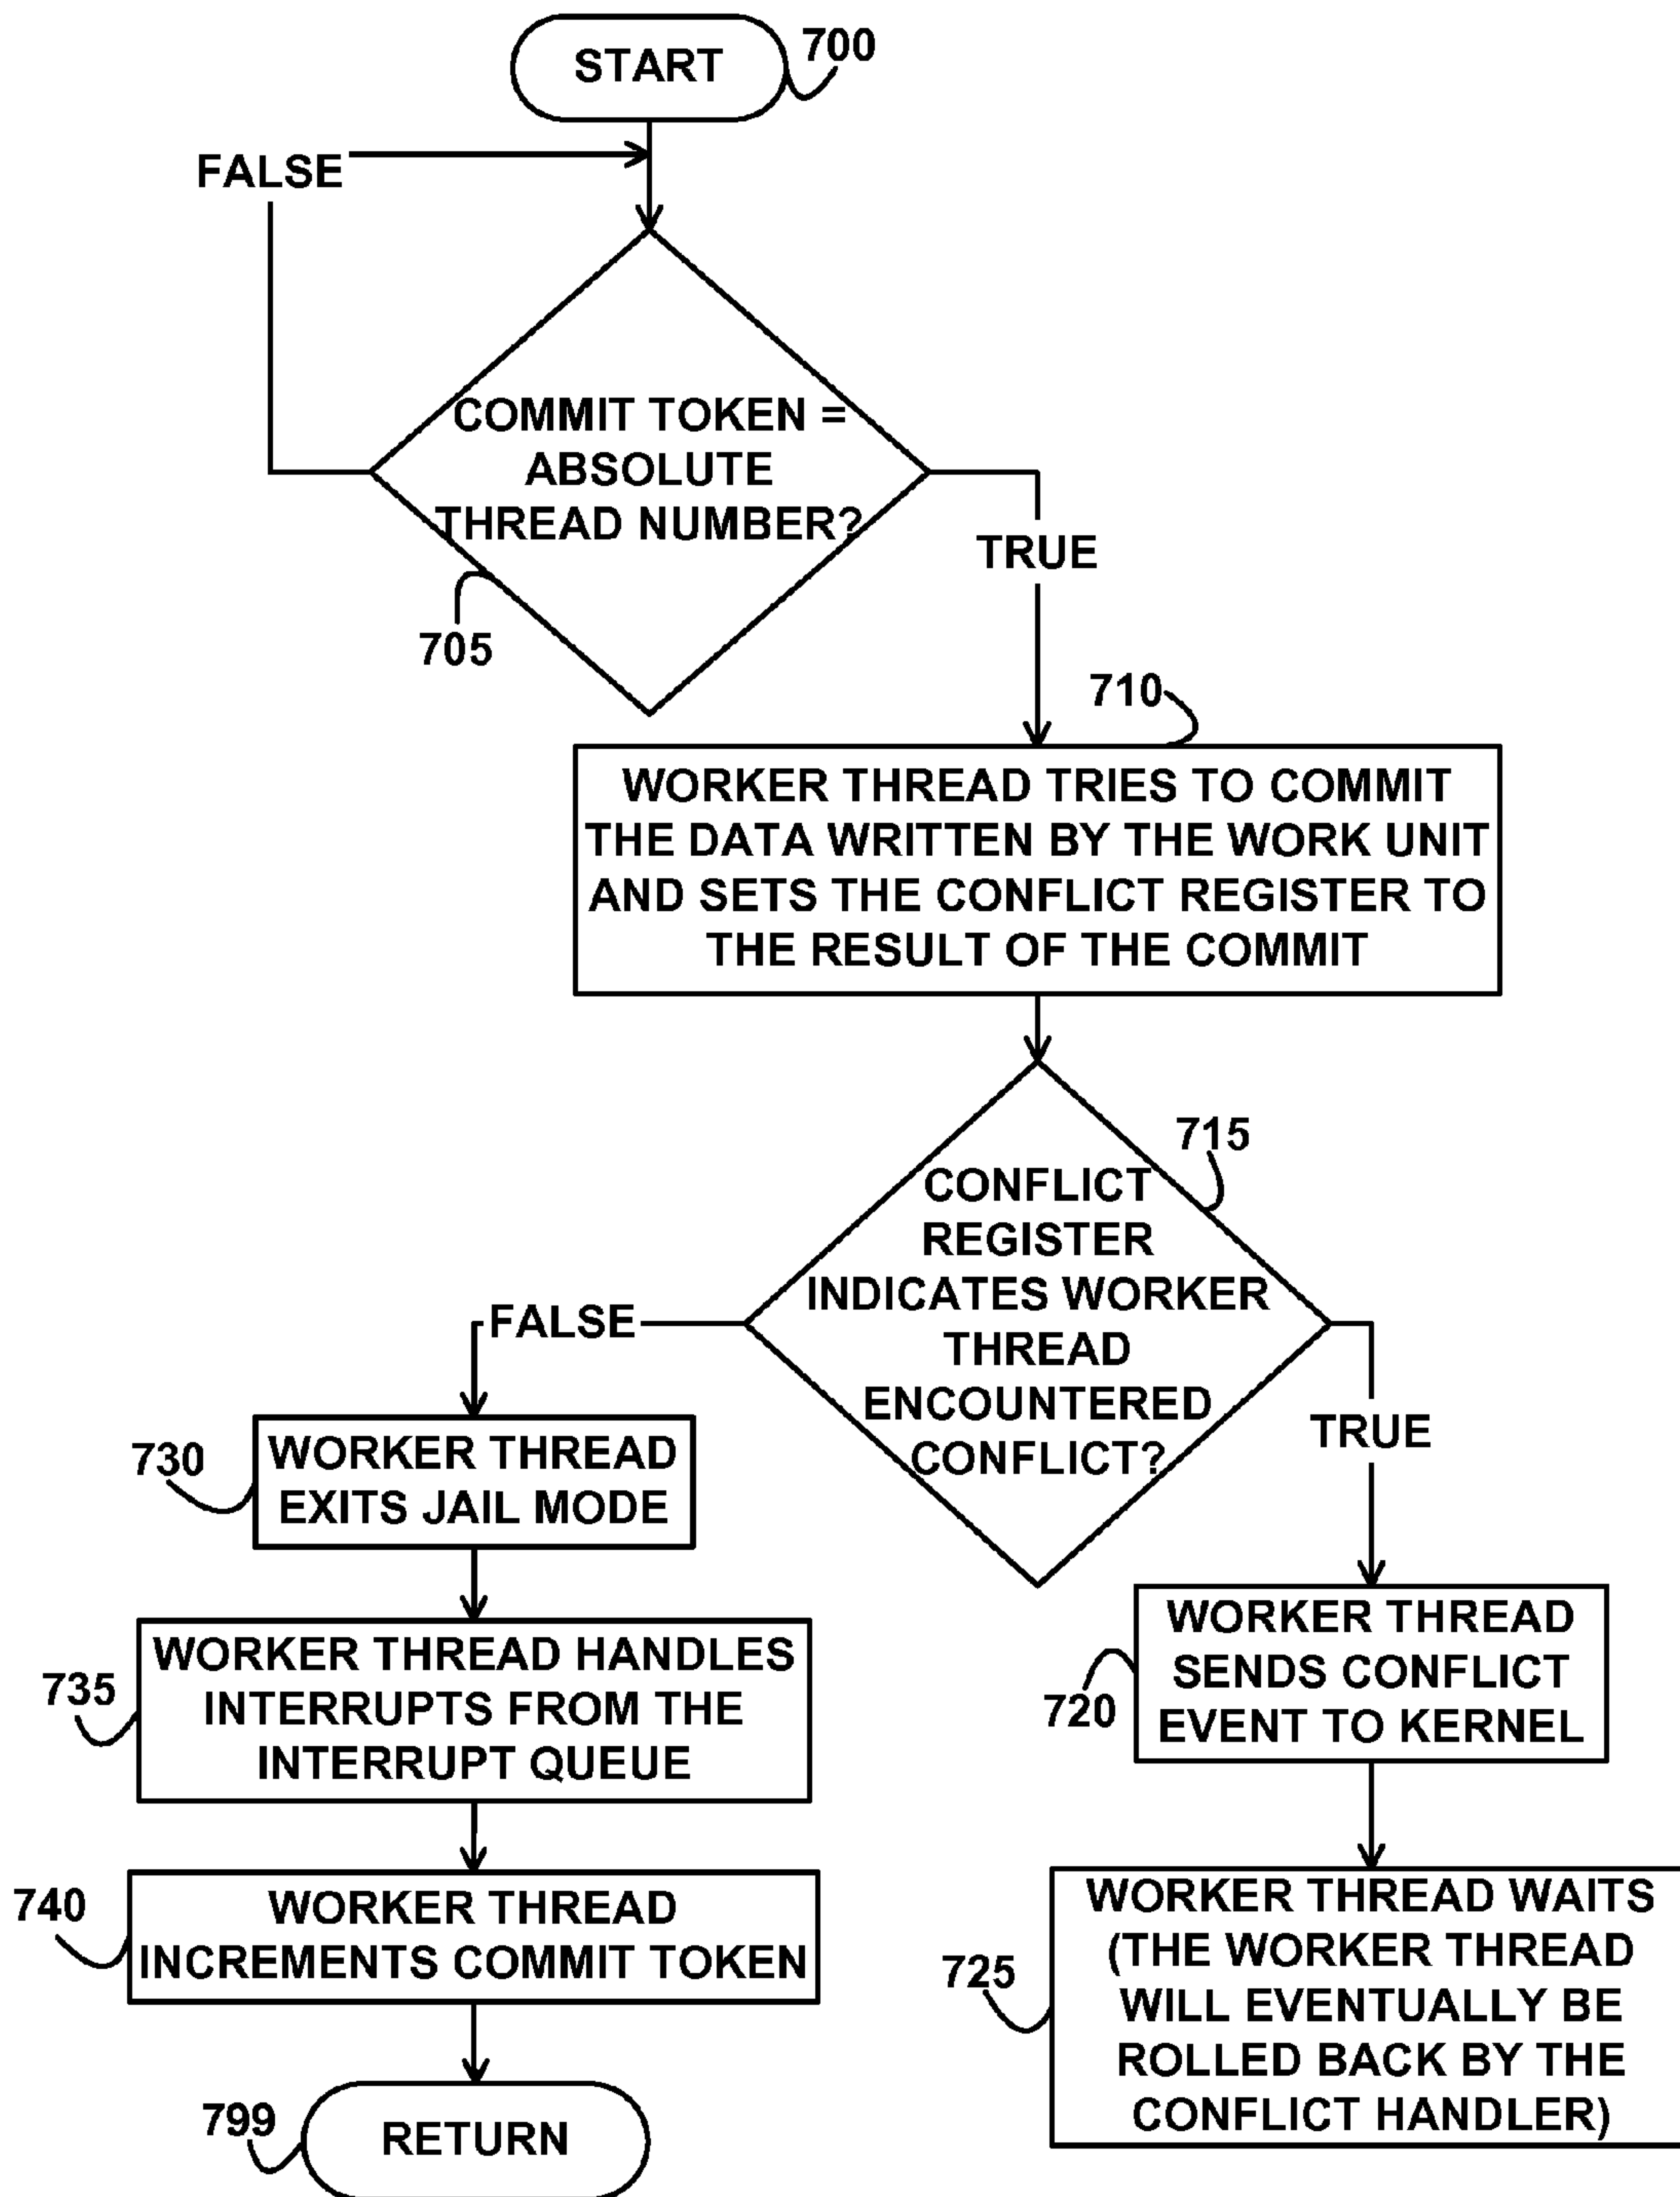 START
700
FALSE
COMMIT TOKEN =
ABSOLUTE
THREAD NUMBER?
705
TRUE
710
WORKER THREAD TRIES TO COMMIT
THE DATA WRITTEN BY THE WORK UNIT
AND SETS THE CONFLICT REGISTER TO
THE RESULT OF THE COMMIT
715
CONFLICT
REGISTER
INDICATES WORKER
THREAD
ENCOUNTERED
CONFLICT?
FALSE
TRUE
730
WORKER THREAD
EXITS JAIL MODE
735
WORKER THREAD HANDLES
INTERRUPTS FROM THE
INTERRUPT QUEUE
740
WORKER THREAD
INCREMENTS COMMIT TOKEN
799
RETURN
720
WORKER THREAD
SENDS CONFLICT
EVENT TO KERNEL
725
WORKER THREAD WAITS
(THE WORKER THREAD
WILL EVENTUALLY BE
ROLLED BACK BY THE
CONFLICT HANDLER)